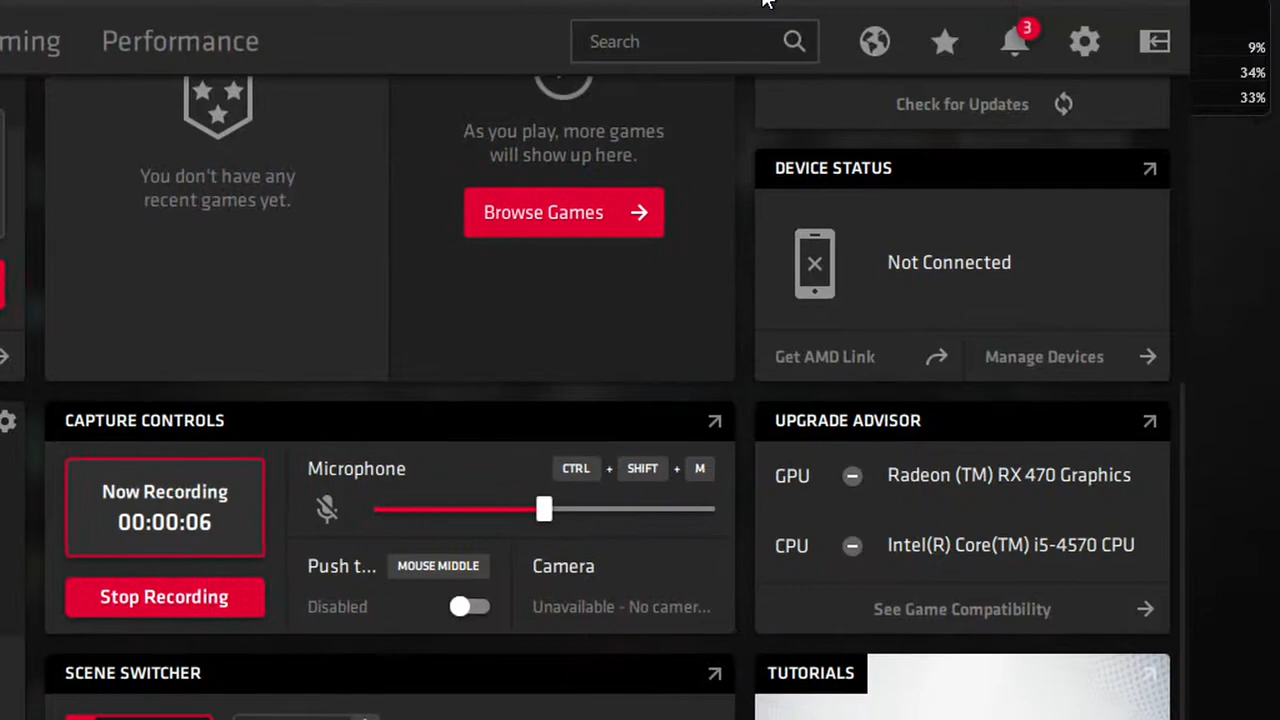 ming
Performance
Search
3
9%
34%
33%
You don't have any
recent games yet.
As you play, more games
will show up here.
Browse Games
Check for Updates
DEVICE STATUS
Not Connected
Get AMD Link
Manage Devices
CAPTURE CONTROLS
Now Recording
00:00:06
Stop Recording
Microphone
CTRL + SHIFT + M
Push t... MOUSE MIDDLE
Disabled
Camera
Unavailable - No camer...
UPGRADE ADVISOR
GPU Radeon (TM) RX 470 Graphics
CPU Intel(R) Core(TM) i5-4570 CPU
See Game Compatibility
SCENE SWITCHER
TUTORIALS